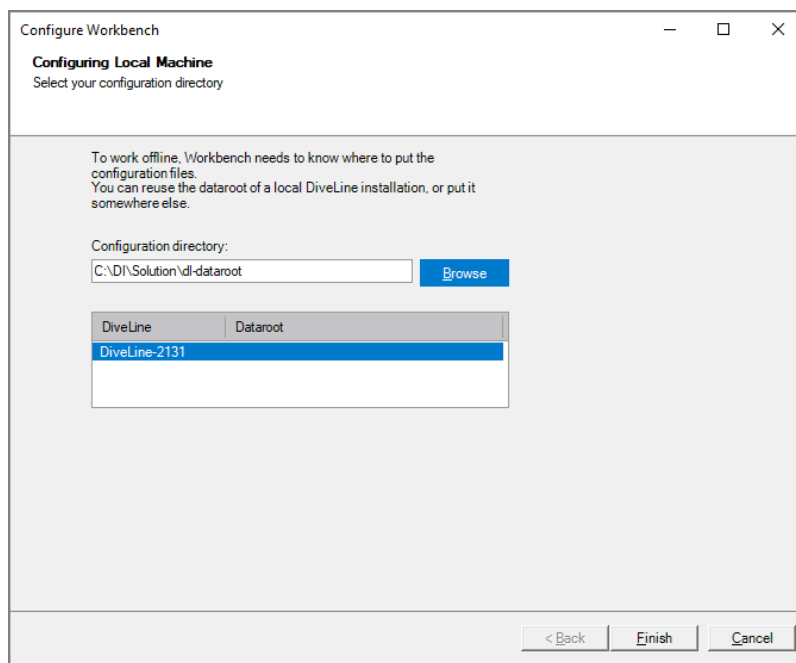 Configure Workbench
Configuring Local Machine
Select your configuration directory
To work offline, Workbench needs to know where to put the
configuration files.
You can reuse the dataroot of a local DiveLine installation, or put it
somewhere else.
Configuration directory:
C:\DI\Solution\dl-dataroot
Browse
DiveLine Dataroot
DiveLine-2131
< Back Finish Cancel